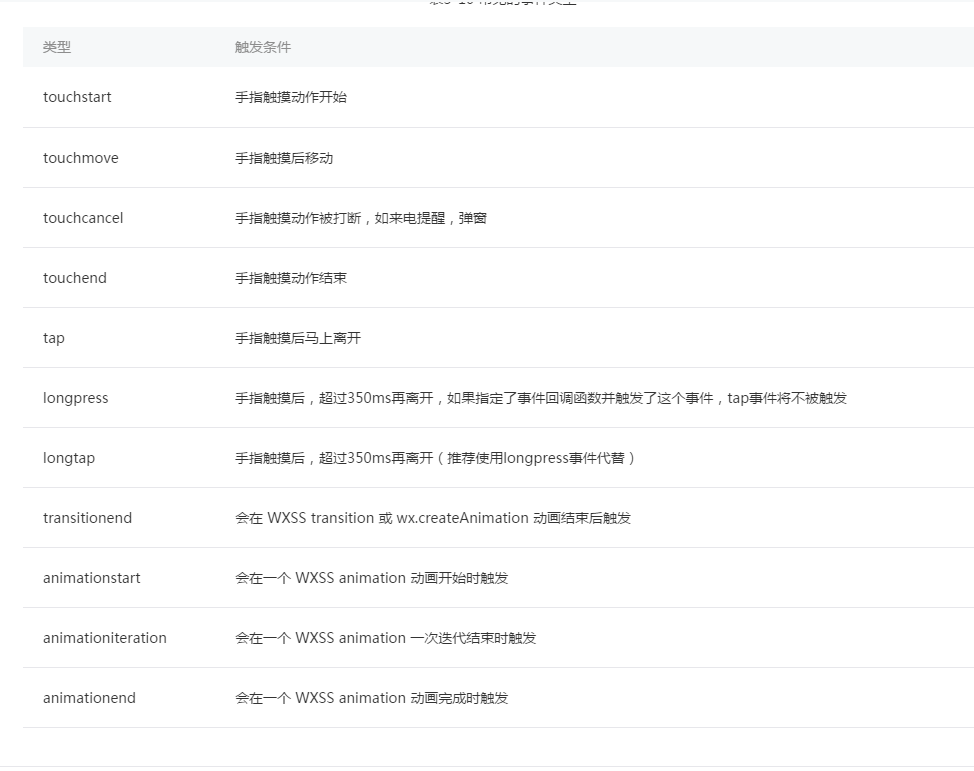 类型 触发条件
touchstart 手指触摸动作开始
touchmove 手指触摸后移动
touchcancel 手指触摸动作被打断，如来电提醒，弹窗
touchend 手指触摸动作结束
tap 手指触摸后马上离开
longpress 手指触摸后，超过350ms再离开，如果指定了事件回调函数并触发了这个事件，tap事件将不被触发
longtap 手指触摸后，超过350ms再离开（推荐使用longpress事件代替）
transitionend 会在 WXSS transition 或 wx.createAnimation 动画结束后触发
animationstart 会在一个 WXSS animation 动画开始时触发
animationiteration 会在一个 WXSS animation 一次迭代结束时触发
animationend 会在一个 WXSS animation 动画完成时触发